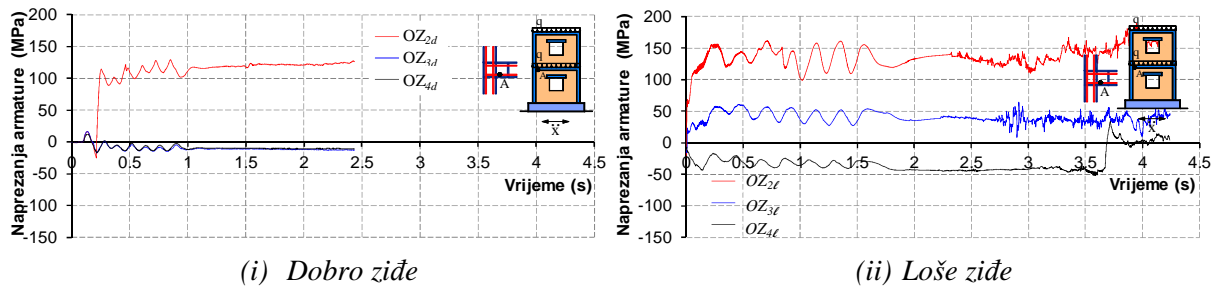 Naprezanja armature (MPa)
200
150
100
50
0
-50
-100
-150
0
0.5
1
1.5
2
2.5
3
3.5
4
4.5
Vrijeme (s)
OZ2d
OZ3d
OZ4d
q
q
A
A
ẍ
(i) Dobro ziđe
Naprezanja armature (MPa)
200
150
100
50
0
-50
-100
-150
0
0.5
1
1.5
2
2.5
3
3.5
4
4.5
Vrijeme (s)
OZ2ℓ
OZ3ℓ
OZ4ℓ
q
q
A
A
ẍ
(ii) Loše ziđe